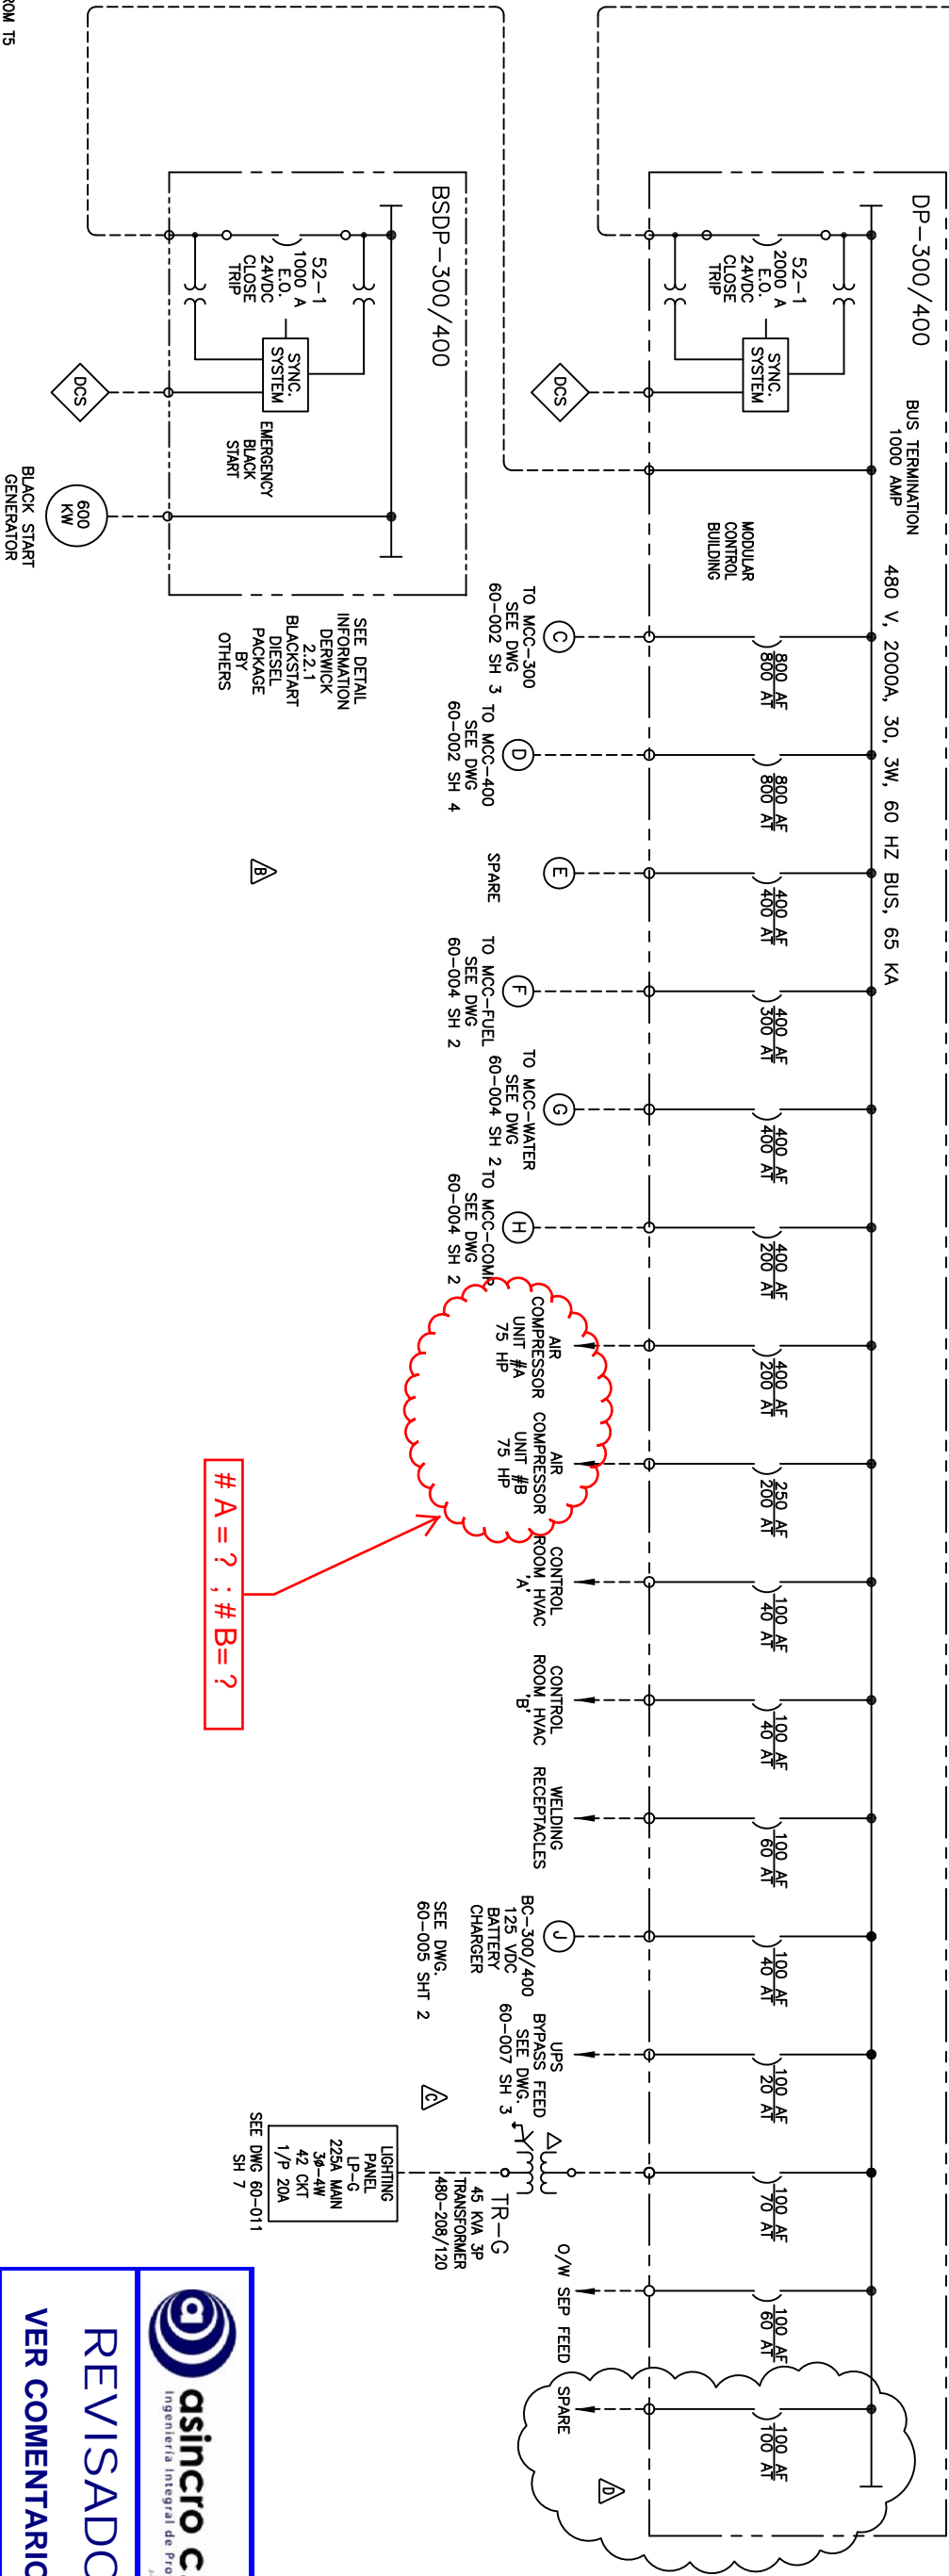 DP-300/400
BUS TERMINATION
1000 AMP
480 V, 2000A, 30, 3W, 60 HZ BUS, 65 KA
52-1
2000 A
E.O.
24VDC
CLOSE
TRIP
SYNC.
SYSTEM
DCS
MODULAR
CONTROL
BUILDING
800 AF
800 AT
800 AF
800 AT
400 AF
400 AT
400 AF
300 AT
400 AF
400 AT
400 AF
200 AT
400 AF
200 AT
250 AF
200 AT
100 AF
40 AT
100 AF
40 AT
100 AF
60 AT
100 AF
40 AT
100 AF
20 AT
100 AF
70 AT
100 AF
60 AT
100 AF
100 AT
C
TO MCC-300
SEE DWG
60-002 SH 3
D
TO MCC-400
SEE DWG
60-002 SH 4
E
SPARE
F
TO MCC-FUEL
SEE DWG
60-004 SH 2
G
TO MCC-WATER
SEE DWG
60-004 SH 2
H
TO MCC-COMP
SEE DWG
60-004 SH 2
AIR
COMPRESSOR
UNIT #A
75 HP
AIR
COMPRESSOR
UNIT #B
75 HP
CONTROL
ROOM HVAC
'A'
CONTROL
ROOM HVAC
'B'
WELDING
RECEPTACLES
J
BC-300/400
125 VDC
BATTERY
CHARGER
SEE DWG.
60-005 SHT 2
UPS
BYPASS FEED
SEE DWG.
60-007 SH 3
C
TR-G
45 KVA 3P
TRANSFORMER
480-208/120
LIGHTING
PANEL
LP-G
225A MAIN
3Ø-4W
42 CKT
1/P 20A
SEE DWG 60-011
SH 7
O/W SEP FEED
SPARE
D
BSDP-300/400
52-1
1000 A
E.O.
24VDC
CLOSE
TRIP
SYNC.
SYSTEM
EMERGENCY
BLACK
START
DCS
600
KW
BLACK START
GENERATOR
SEE DETAIL
INFORMATION
DERWICK
2.2.1
BLACKSTART
DIESEL
PACKAGE
BY
OTHERS
B
# A = ? ; # B= ?
ROM T5
a
asincro c
Ingeniería Integral de Pro
REVISADO
VER COMENTARIO